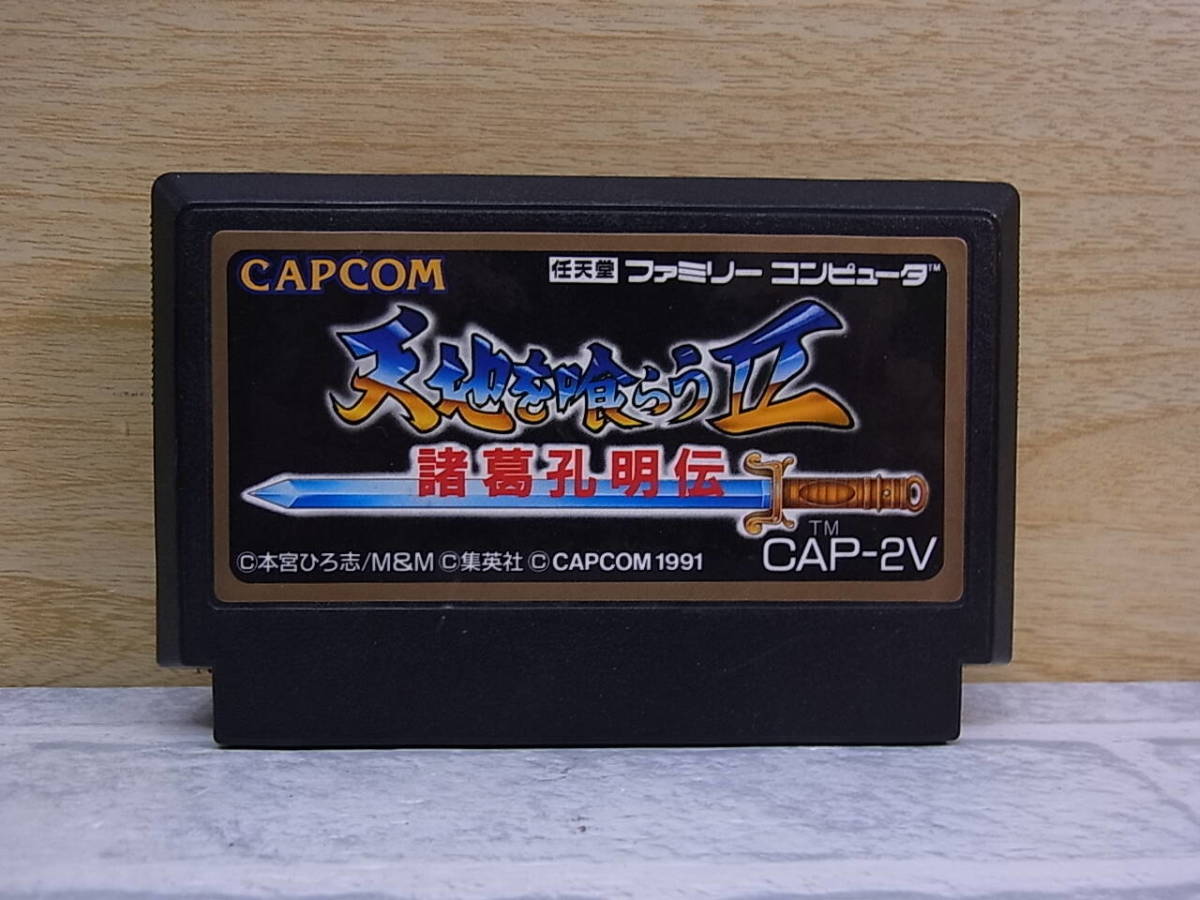 CAPCOM
任天堂 ファミリー コンピュータ™
天地を喰らうII
諸葛孔明伝
TM
CAP-2V
©本宮ひろ志/M&M ©集英社 © CAPCOM 1991